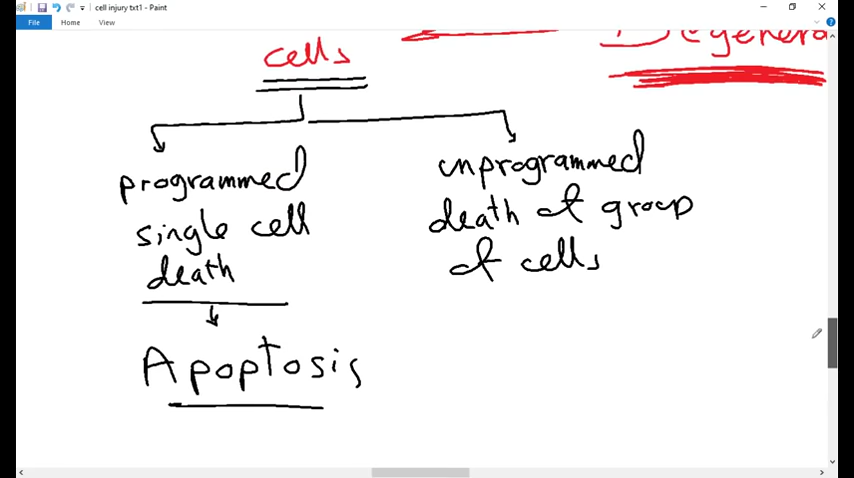 cell injury txt1 - Paint
File Home View
cells
programmed
single cell
death
Apoptosis
unprogrammed
death of group
of cells